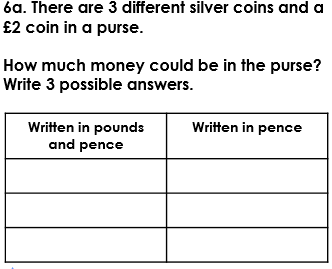 6a. There are 3 different silver coins and a
£2 coin in a purse.
How much money could be in the purse?
Write 3 possible answers.
Written in pounds
and pence
Written in pence